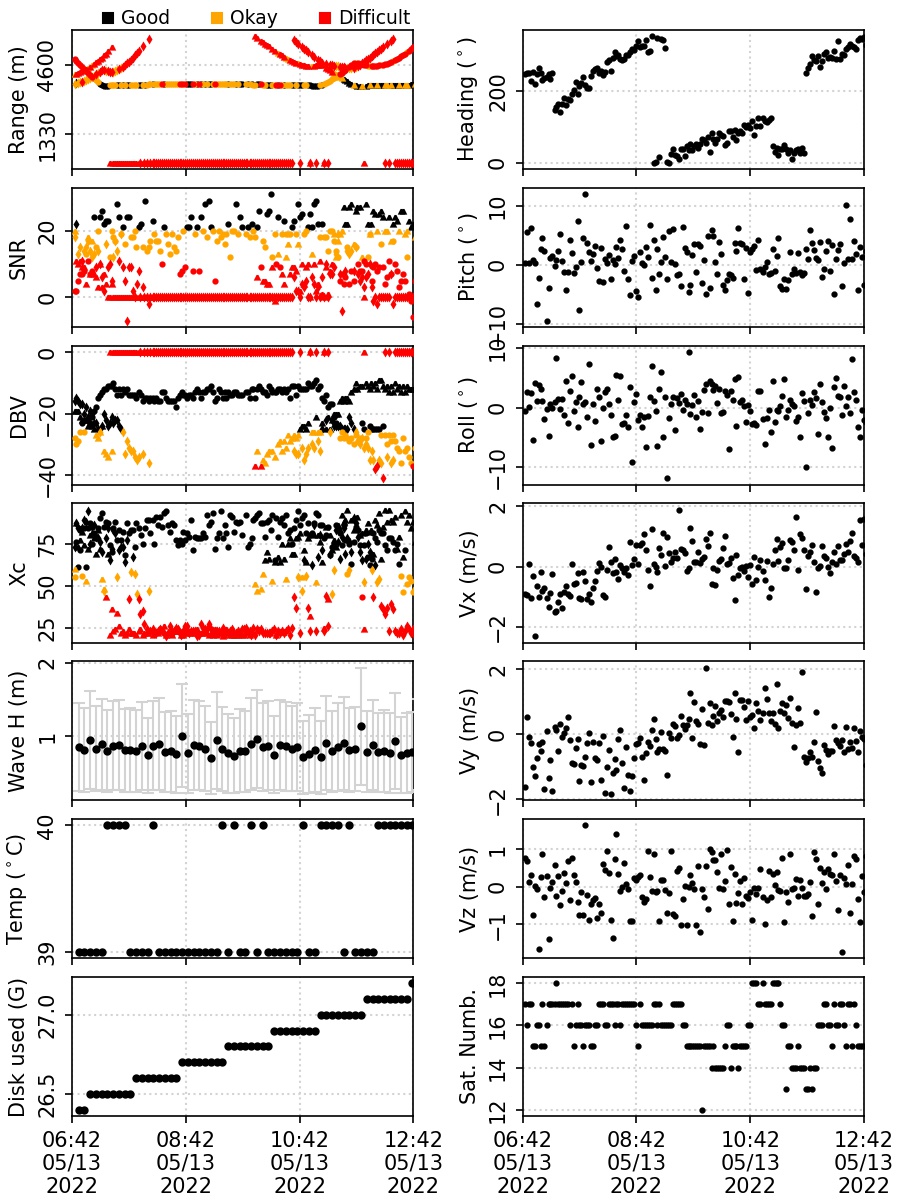 Good Okay Difficult
Range (m)
4600
1330
Heading (°)
200
0
SNR
20
0
Pitch (°)
10
0
−10
DBV
0
−20
−40
Roll (°)
10
0
−10
Xc
75
50
25
Vx (m/s)
2
0
−2
Wave H (m)
2
1
Vy (m/s)
2
0
−2
Temp (°C)
40
39
Vz (m/s)
1
0
−1
Disk used (G)
27.0
26.5
Sat. Numb.
18
16
14
12
06:42 08:42 10:42 12:42 06:42 08:42 10:42 12:42
05/13 05/13 05/13 05/13 05/13 05/13 05/13 05/13
2022 2022 2022 2022 2022 2022 2022 2022